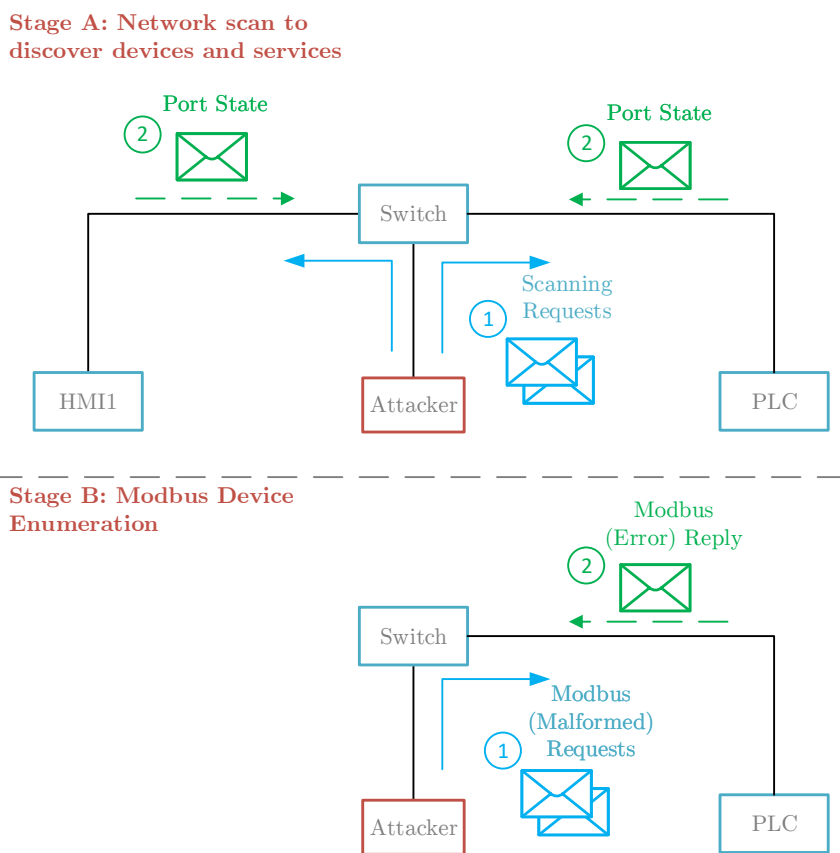 Stage A: Network scan to
discover devices and services
Port State
2
Port State
2
Switch
Scanning
Requests
1
HMI1
Attacker
PLC
Stage B: Modbus Device
Enumeration
Modbus
(Error) Reply
2
Switch
Modbus
(Malformed)
Requests
1
Attacker
PLC